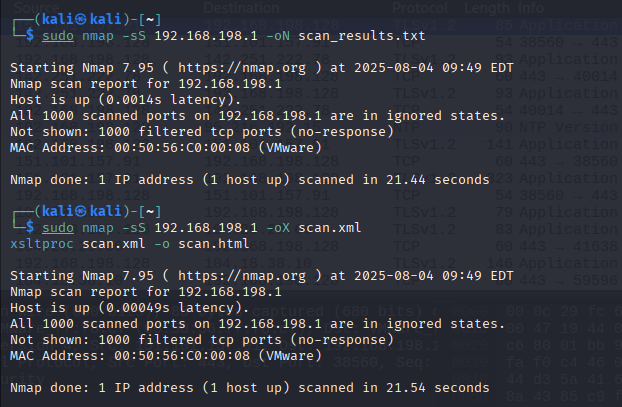 Source Destination Protocol Length Info
┌──(kali㉿kali)-[~]
└─$ sudo nmap -sS 192.168.198.1 -oN scan_results.txt
Starting Nmap 7.95 ( https://nmap.org ) at 2025-08-04 09:49 EDT
Nmap scan report for 192.168.198.1
Host is up (0.0014s latency).
All 1000 scanned ports on 192.168.198.1 are in ignored states.
Not shown: 1000 filtered tcp ports (no-response)
MAC Address: 00:50:56:C0:00:08 (VMware)
Nmap done: 1 IP address (1 host up) scanned in 21.44 seconds
┌──(kali㉿kali)-[~]
└─$ sudo nmap -sS 192.168.198.1 -oX scan.xml
xsltproc scan.xml -o scan.html
Starting Nmap 7.95 ( https://nmap.org ) at 2025-08-04 09:49 EDT
Nmap scan report for 192.168.198.1
Host is up (0.00049s latency).
All 1000 scanned ports on 192.168.198.1 are in ignored states.
Not shown: 1000 filtered tcp ports (no-response)
MAC Address: 00:50:56:C0:00:08 (VMware)
Nmap done: 1 IP address (1 host up) scanned in 21.54 seconds